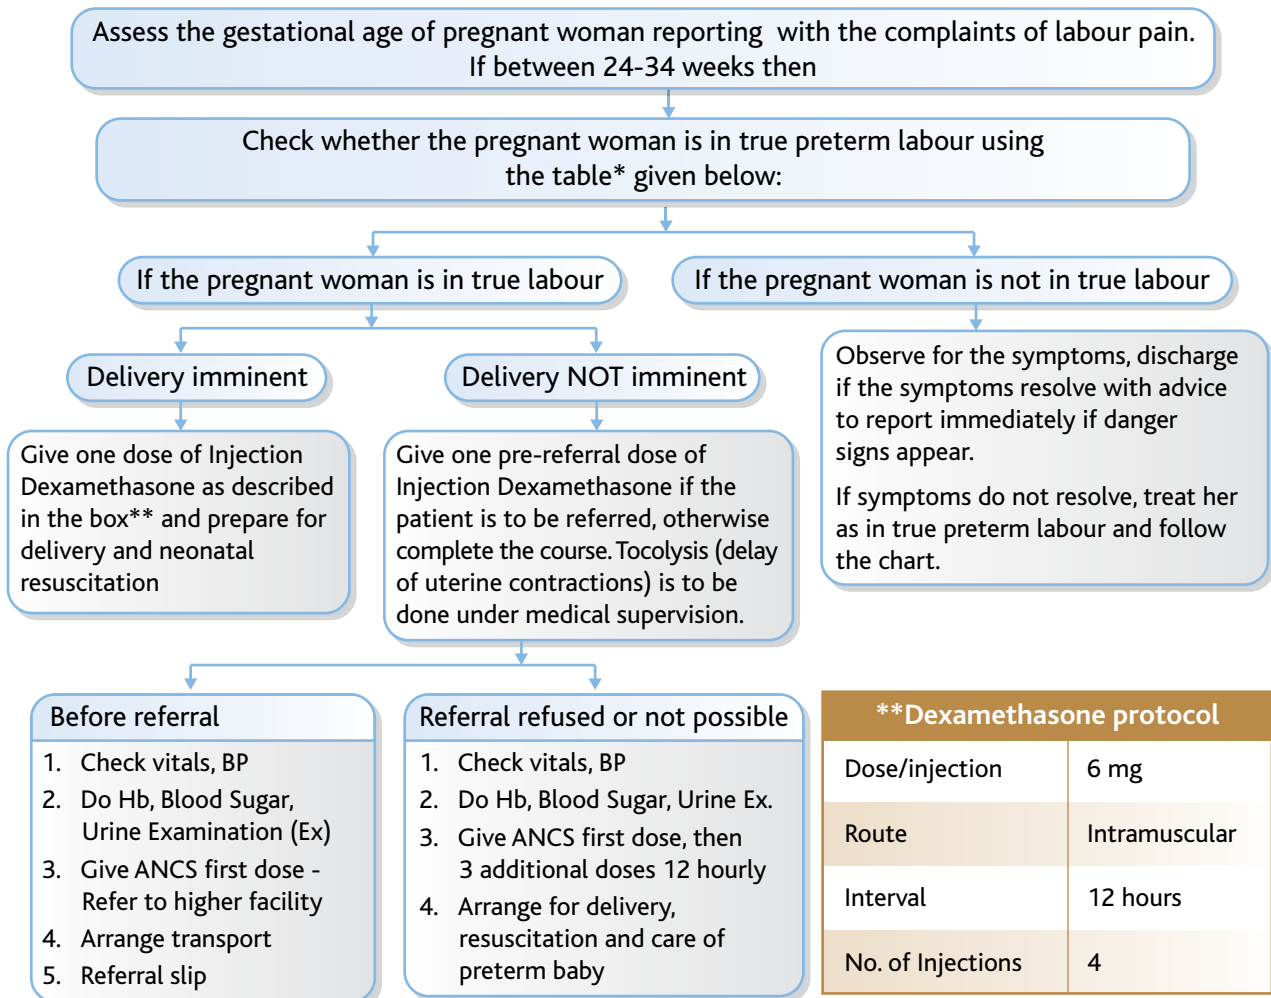 Assess the gestational age of pregnant woman reporting with the complaints of labour pain.
If between 24-34 weeks then
Check whether the pregnant woman is in true preterm labour using
the table* given below:
If the pregnant woman is in true labour
If the pregnant woman is not in true labour
Delivery imminent
Delivery NOT imminent
Observe for the symptoms, discharge
if the symptoms resolve with advice
to report immediately if danger
signs appear.
If symptoms do not resolve, treat her
as in true preterm labour and follow
the chart.
Give one dose of Injection
Dexamethasone as described
in the box** and prepare for
delivery and neonatal
resuscitation
Give one pre-referral dose of
Injection Dexamethasone if the
patient is to be referred, otherwise
complete the course. Tocolysis (delay
of uterine contractions) is to be
done under medical supervision.
Before referral
1. Check vitals, BP
2. Do Hb, Blood Sugar,
Urine Examination (Ex)
3. Give ANCS first dose -
Refer to higher facility
4. Arrange transport
5. Referral slip
Referral refused or not possible
1. Check vitals, BP
2. Do Hb, Blood Sugar, Urine Ex.
3. Give ANCS first dose, then
3 additional doses 12 hourly
4. Arrange for delivery,
resuscitation and care of
preterm baby
**Dexamethasone protocol
Dose/injection 6 mg
Route Intramuscular
Interval 12 hours
No. of Injections 4